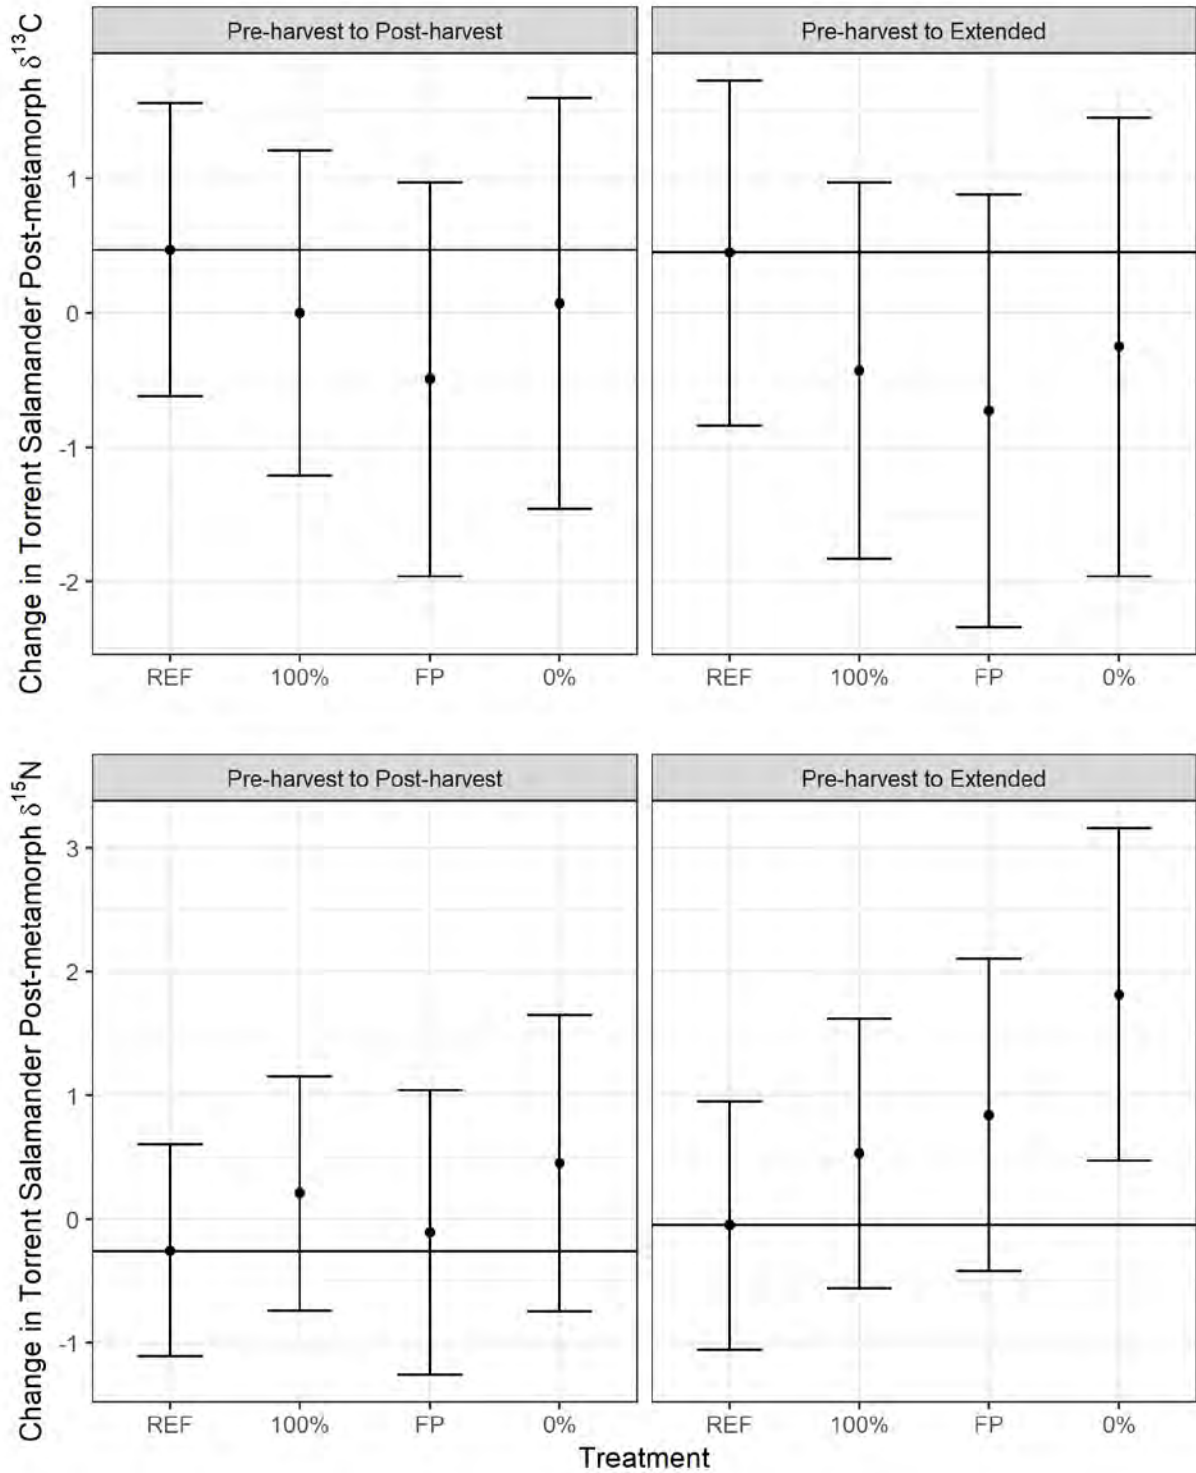 Change in Torrent Salamander Post-metamorph δ¹³C
Pre-harvest to Post-harvest
Pre-harvest to Extended
1
0
-1
-2
REF 100% FP 0%
REF 100% FP 0%
Change in Torrent Salamander Post-metamorph δ¹⁵N
Pre-harvest to Post-harvest
Pre-harvest to Extended
3
2
1
0
-1
REF 100% FP 0%
REF 100% FP 0%
Treatment